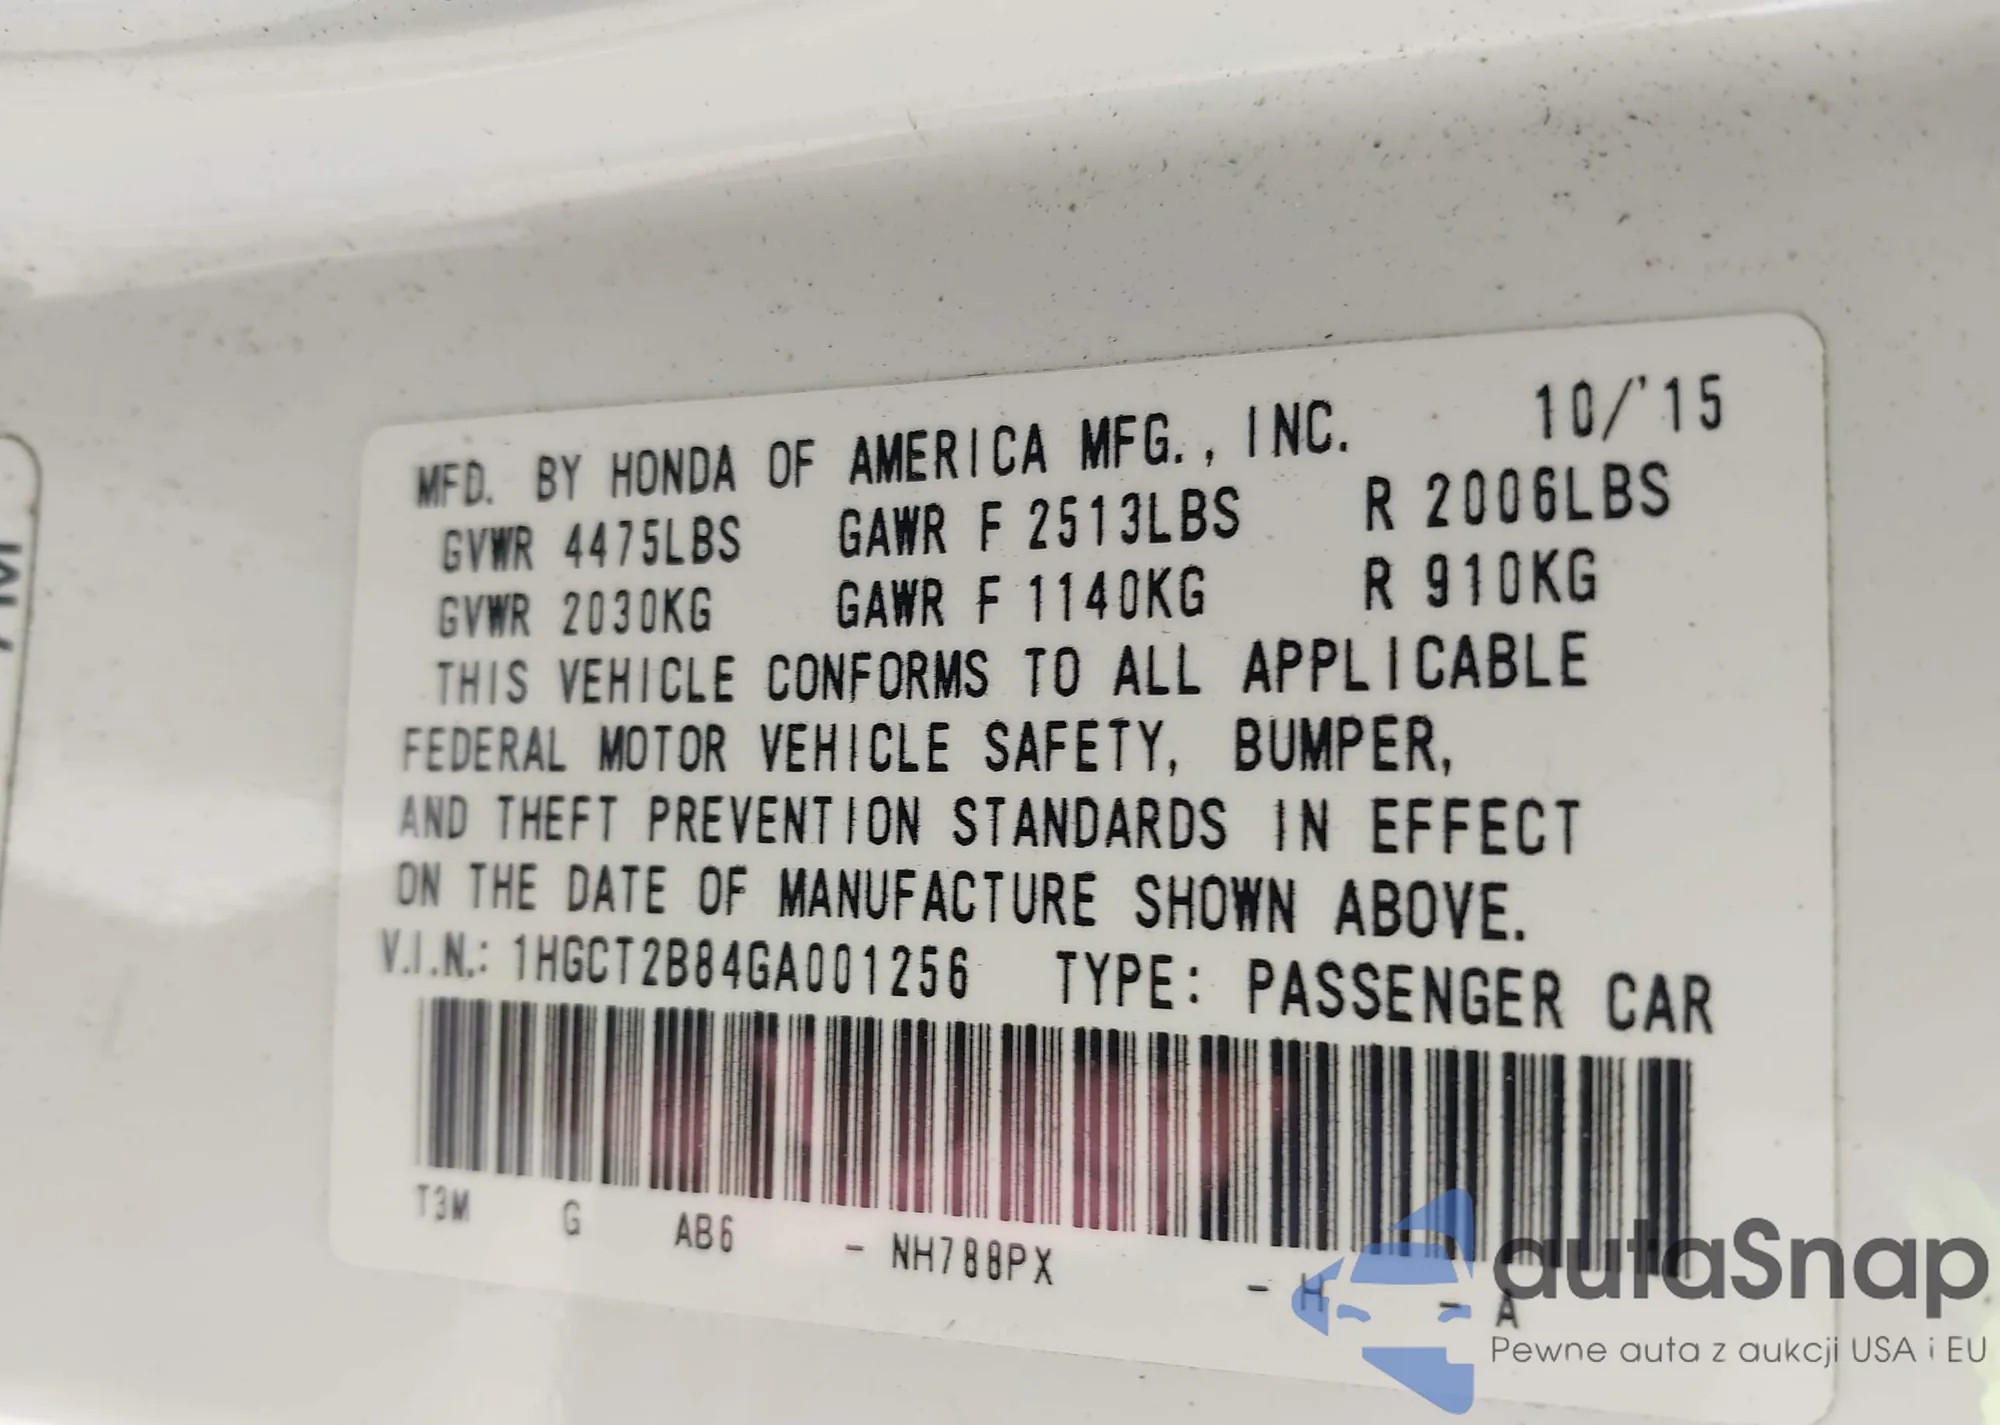 MFD. BY HONDA OF AMERICA MFG., INC. 10/'15
GVWR 4475LBS GAWR F 2513LBS R 2006LBS
GVWR 2030KG GAWR F 1140KG R 910KG
THIS VEHICLE CONFORMS TO ALL APPLICABLE
FEDERAL MOTOR VEHICLE SAFETY, BUMPER,
AND THEFT PREVENTION STANDARDS IN EFFECT
ON THE DATE OF MANUFACTURE SHOWN ABOVE.
V.I.N.: 1HGCT2B84GA001256 TYPE: PASSENGER CAR
T3M G AB6 - NH788PX - H - A
autaSnap
Pewne auta z aukcji USA i EU